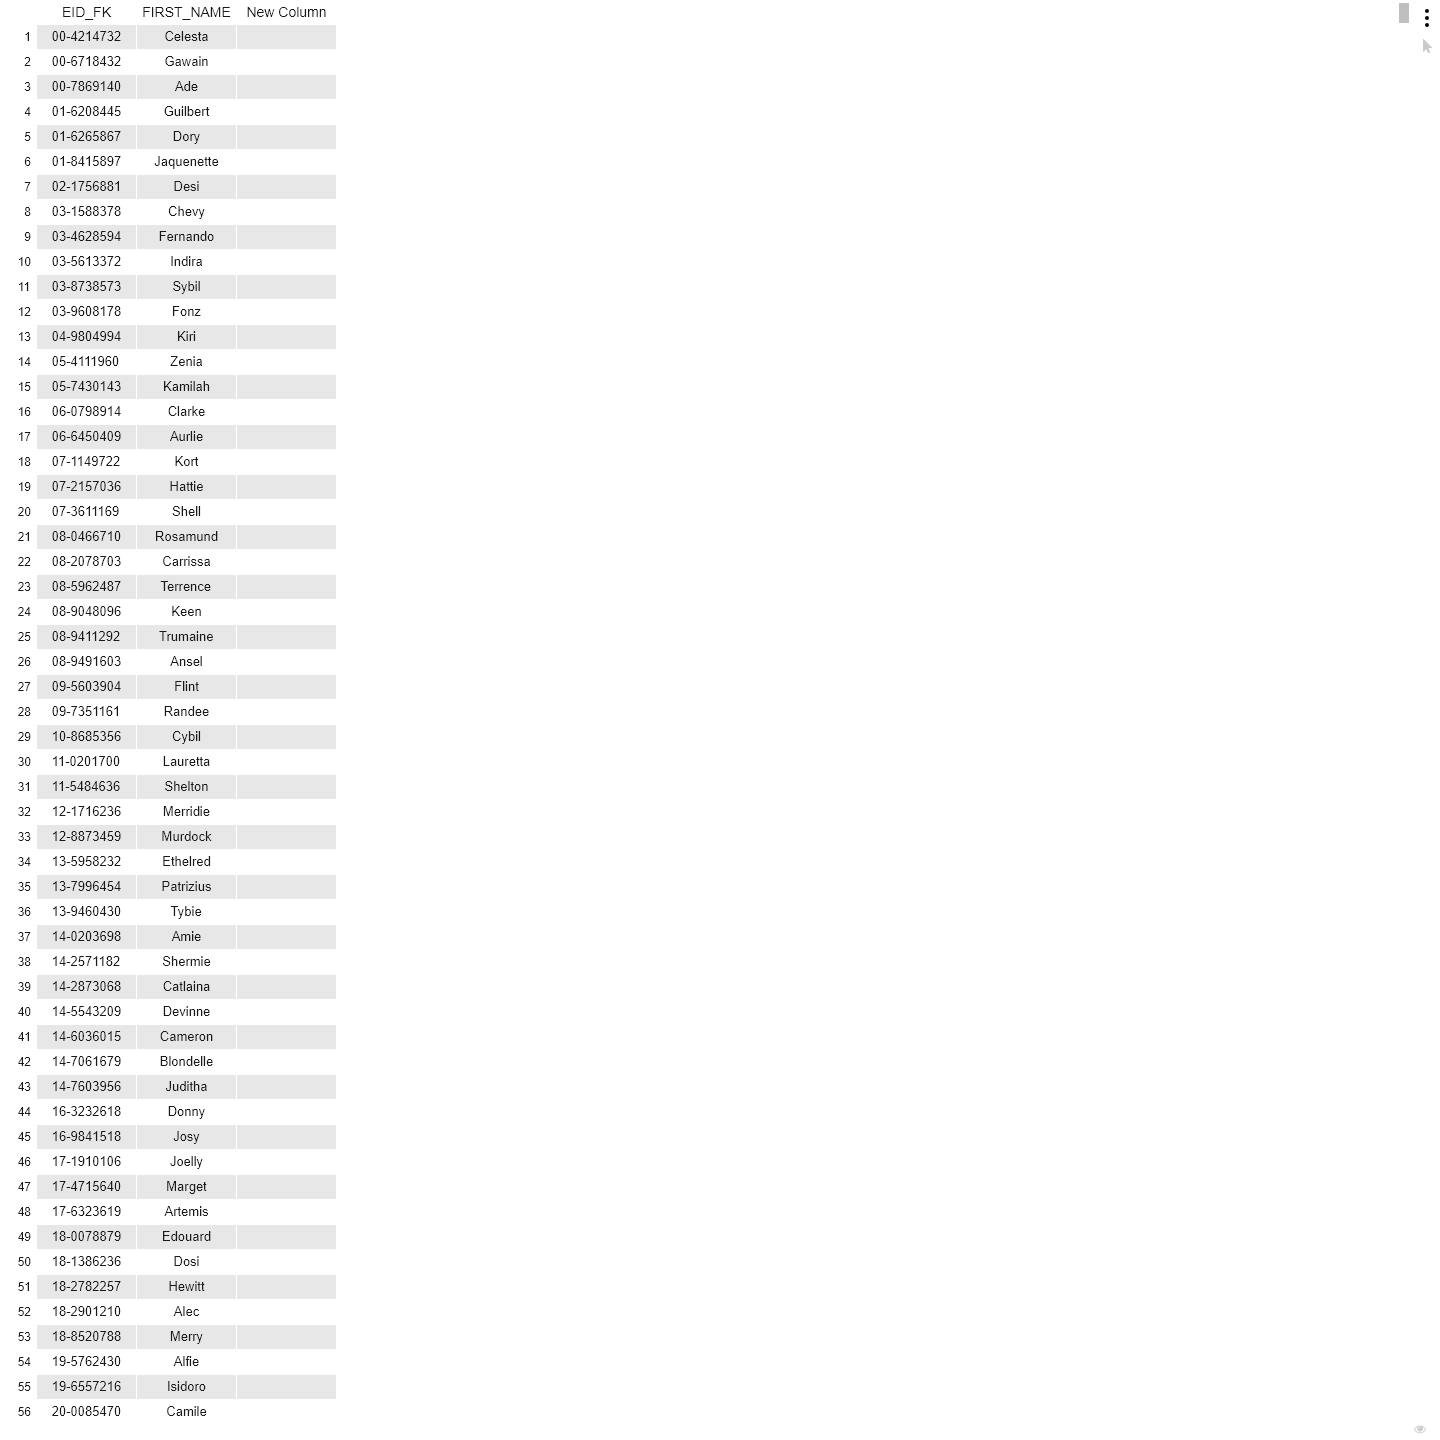 EID_FK FIRST_NAME New Column
1 00-4214732 Celesta
2 00-6718432 Gawain
3 00-7869140 Ade
4 01-6208445 Guilbert
5 01-6265867 Dory
6 01-8415897 Jaquenette
7 02-1756881 Desi
8 03-1588378 Chevy
9 03-4628594 Fernando
10 03-5613372 Indira
11 03-8738573 Sybil
12 03-9608178 Fonz
13 04-9804994 Kiri
14 05-4111960 Zenia
15 05-7430143 Kamilah
16 06-0798914 Clarke
17 06-6450409 Aurlie
18 07-1149722 Kort
19 07-2157036 Hattie
20 07-3611169 Shell
21 08-0466710 Rosamund
22 08-2078703 Carrissa
23 08-5962487 Terrence
24 08-9048096 Keen
25 08-9411292 Trumaine
26 08-9491603 Ansel
27 09-5603904 Flint
28 09-7351161 Randee
29 10-8685356 Cybil
30 11-0201700 Lauretta
31 11-5484636 Shelton
32 12-1716236 Merridie
33 12-8873459 Murdock
34 13-5958232 Ethelred
35 13-7996454 Patrizius
36 13-9460430 Tybie
37 14-0203698 Amie
38 14-2571182 Shermie
39 14-2873068 Catlaina
40 14-5543209 Devinne
41 14-6036015 Cameron
42 14-7061679 Blondelle
43 14-7603956 Juditha
44 16-3232618 Donny
45 16-9841518 Josy
46 17-1910106 Joelly
47 17-4715640 Marget
48 17-6323619 Artemis
49 18-0078879 Edouard
50 18-1386236 Dosi
51 18-2782257 Hewitt
52 18-2901210 Alec
53 18-8520788 Merry
54 19-5762430 Alfie
55 19-6557216 Isidoro
56 20-0085470 Camile